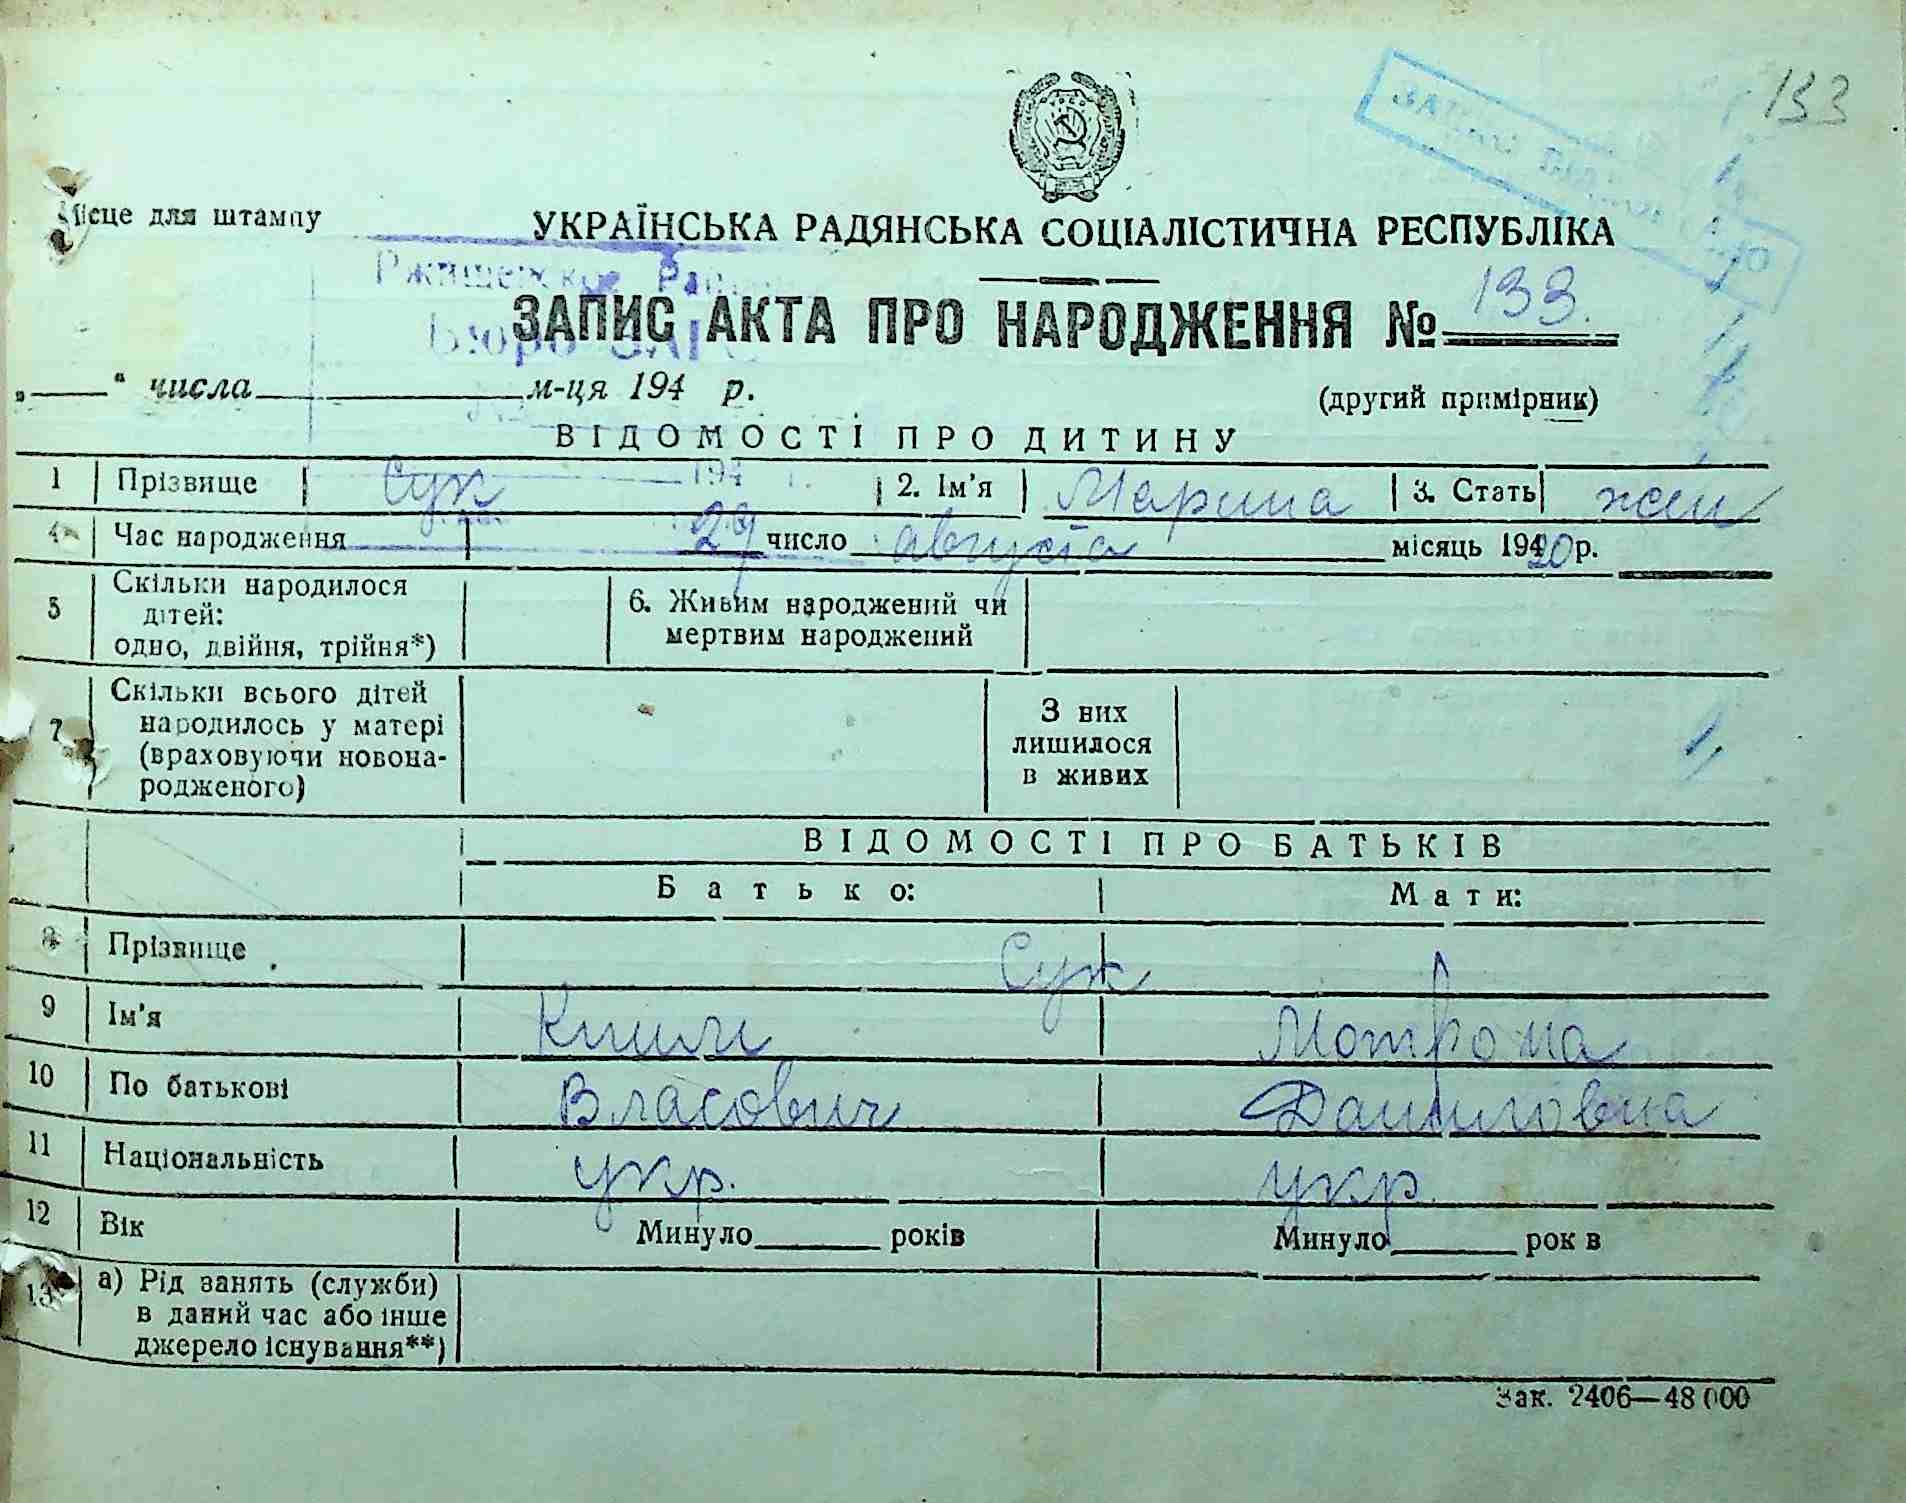 133
Місце для штампу
УКРАЇНСЬКА РАДЯНСЬКА СОЦІАЛІСТИЧНА РЕСПУБЛІКА
Бюро ЗАГС
ЗАПИС АКТА ПРО НАРОДЖЕННЯ № 133.
„ “ числа м-ця 194 р. (другий примірник)
ВІДОМОСТІ ПРО ДИТИНУ
194
1 Прізвище Сук 2. Ім'я Марина 3. Стать жен
4 Час народження 29 число августа місяць 1920 р.
5 Скільки народилося дітей: одно, двійня, трійня*) 6. Живим народжений чи мертвим народжений
7 Скільки всього дітей народилось у матері (враховуючи новонародженого) З них лишилося в живих
ВІДОМОСТІ ПРО БАТЬКІВ
Батько: Мати:
8 Прізвище Сук
9 Ім'я Мотрона
10 По батькові Власович Даниловна
11 Національність укр. укр
12 Вік Минуло років Минуло рок в
13 а) Рід занять (служби) в даний час або інше джерело існування**)
Зак. 2406—48 000